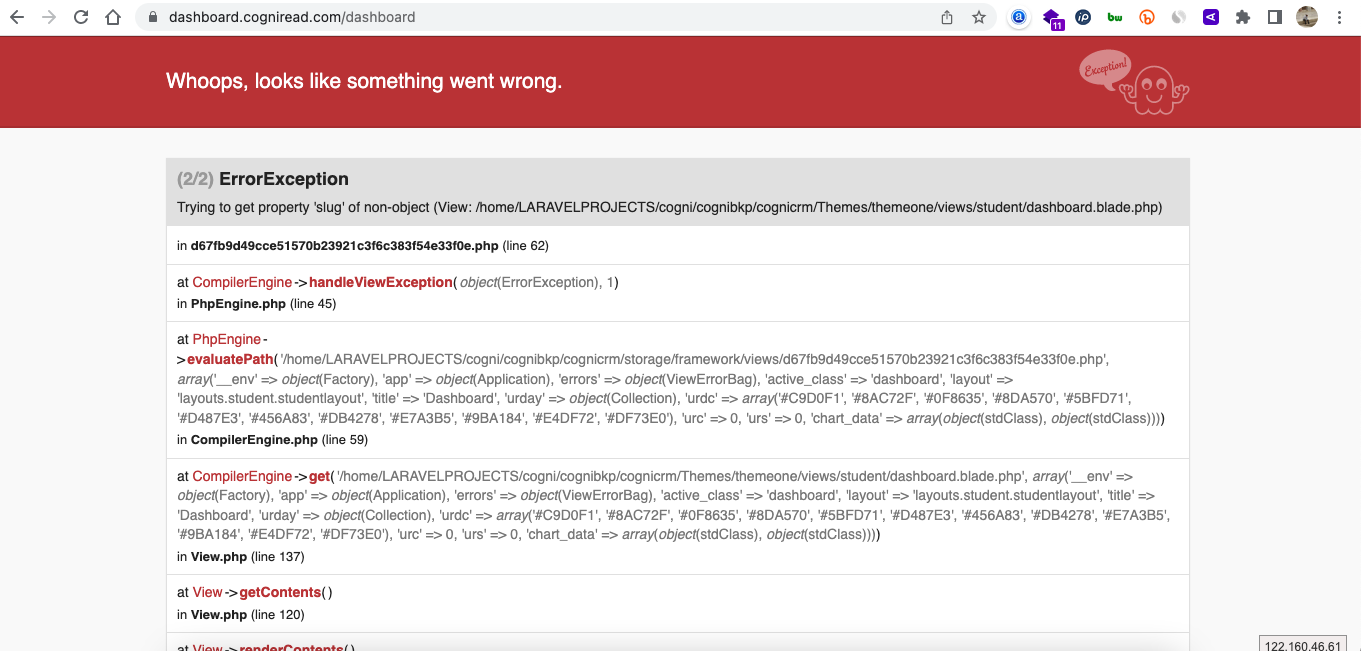 dashboard.cogniread.com/dashboard
11
Whoops, looks like something went wrong.
Exception!
(2/2) ErrorException
Trying to get property 'slug' of non-object (View: /home/LARAVELPROJECTS/cogni/cognibkp/cognicrm/Themes/themeone/views/student/dashboard.blade.php)
in d67fb9d49cce51570b23921c3f6c383f54e33f0e.php (line 62)
at CompilerEngine->handleViewException(object(ErrorException), 1)
in PhpEngine.php (line 45)
at PhpEngine-
>evaluatePath('/home/LARAVELPROJECTS/cogni/cognibkp/cognicrm/storage/framework/views/d67fb9d49cce51570b23921c3f6c383f54e33f0e.php',
array('__env' => object(Factory), 'app' => object(Application), 'errors' => object(ViewErrorBag), 'active_class' => 'dashboard', 'layout' =>
'layouts.student.studentlayout', 'title' => 'Dashboard', 'urday' => object(Collection), 'urdc' => array('#C9D0F1', '#8AC72F', '#0F8635', '#8DA570', '#5BFD71',
'#D487E3', '#456A83', '#DB4278', '#E7A3B5', '#9BA184', '#E4DF72', '#DF73E0'), 'urc' => 0, 'urs' => 0, 'chart_data' => array(object(stdClass), object(stdClass))))
in CompilerEngine.php (line 59)
at CompilerEngine->get('/home/LARAVELPROJECTS/cogni/cognibkp/cognicrm/Themes/themeone/views/student/dashboard.blade.php', array('__env' =>
object(Factory), 'app' => object(Application), 'errors' => object(ViewErrorBag), 'active_class' => 'dashboard', 'layout' => 'layouts.student.studentlayout', 'title' =>
'Dashboard', 'urday' => object(Collection), 'urdc' => array('#C9D0F1', '#8AC72F', '#0F8635', '#8DA570', '#5BFD71', '#D487E3', '#456A83', '#DB4278', '#E7A3B5',
'#9BA184', '#E4DF72', '#DF73E0'), 'urc' => 0, 'urs' => 0, 'chart_data' => array(object(stdClass), object(stdClass))))
in View.php (line 137)
at View->getContents()
in View.php (line 120)
at View->renderContents()
122.160.46.61